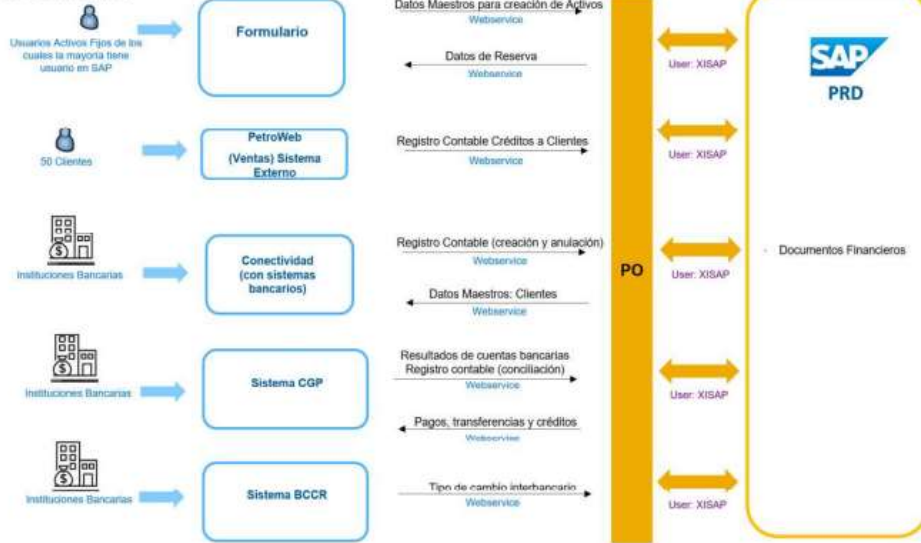 Datos Maestros para creación de Activos
Webservice
Usuarios Activos Fijos de los
cuales la mayoría tiene
usuario en SAP
Formulario
Datos de Reserva
Webservice
User: XISAP
SAP
PRD
50 Clientes
PetroWeb
(Ventas) Sistema
Externo
Registro Contable Créditos a Clientes
Webservice
User: XISAP
Instituciones Bancarias
Conectividad
(con sistemas
bancarios)
Registro Contable (creación y anulación)
Webservice
Datos Maestros: Clientes
Webservice
PO
User: XISAP
- Documentos Financieros
Instituciones Bancarias
Sistema CGP
Resultados de cuentas bancarias
Registro contable (conciliación)
Webservice
Pagos, transferencias y créditos
Webservise
User: XISAP
Instituciones Bancarias
Sistema BCCR
Tipo de cambio interbancario
Webservice
User: XISAP